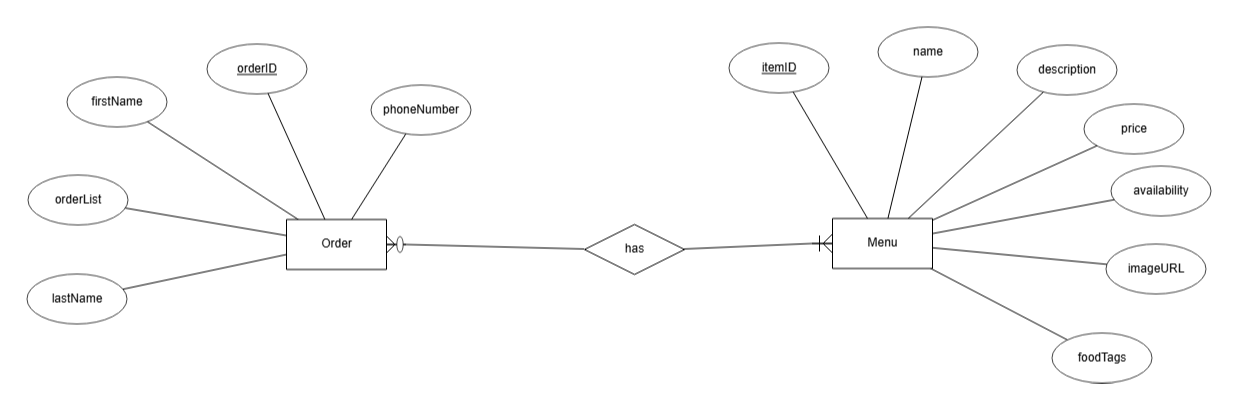 name
orderID
itemID
description
firstName
phoneNumber
price
availability
orderList
Order
has
Menu
imageURL
lastName
foodTags